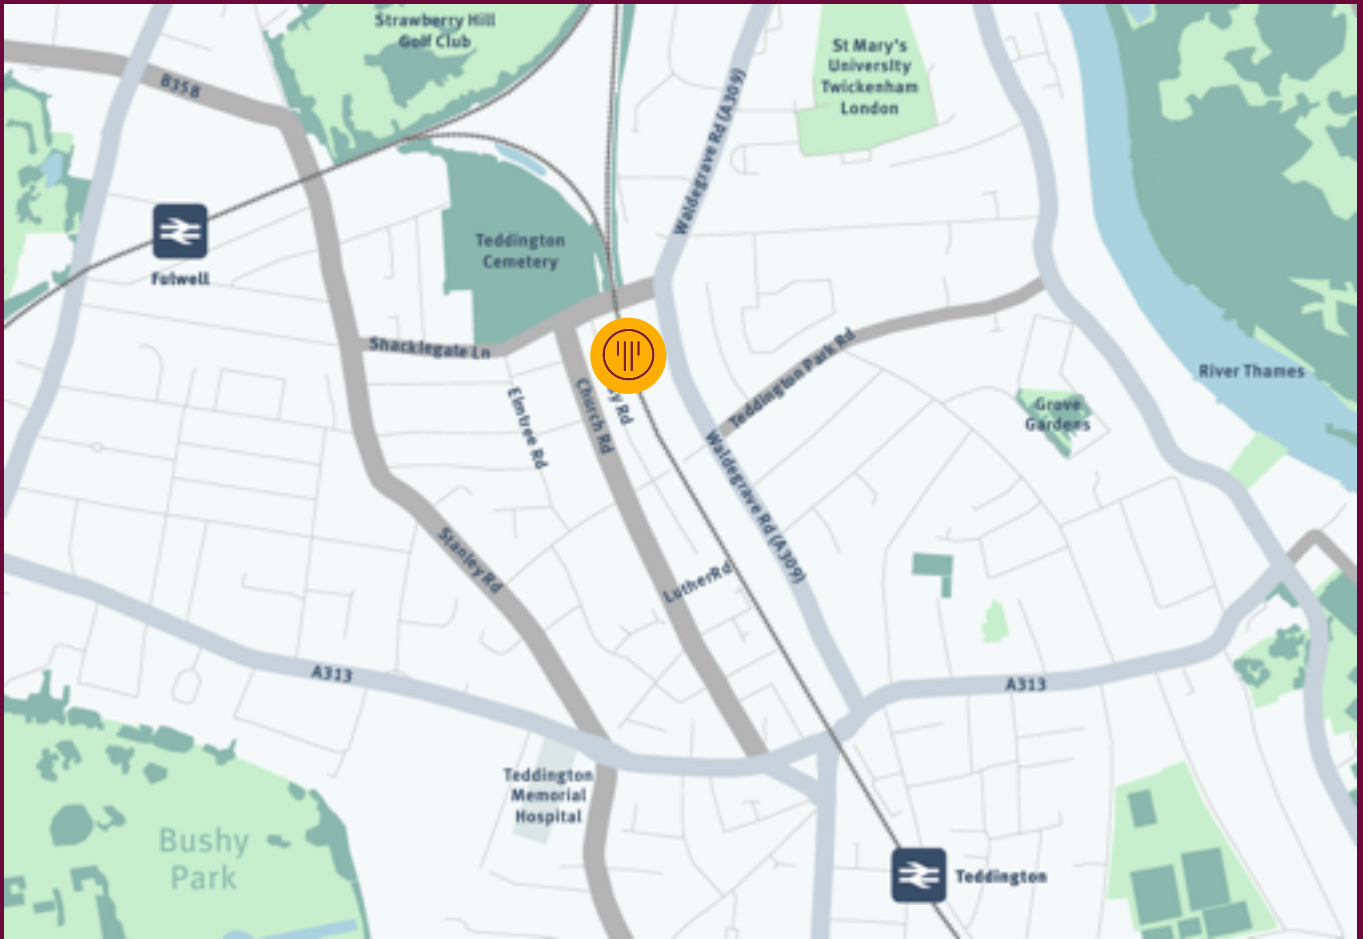 Strawberry Hill
Golf Club
St Mary's
University
Twickenham
London
B358
Waldegrave Rd (A309)
Teddington
Cemetery
Fulwell
Shacklegate Ln
Teddington Park Rd
River Thames
Elmtree Rd
Church Rd
Rd
Grove
Gardens
Waldegrave Rd (A309)
Stanley Rd
LutherRd
A313
A313
Teddington
Memorial
Hospital
Bushy
Park
Teddington